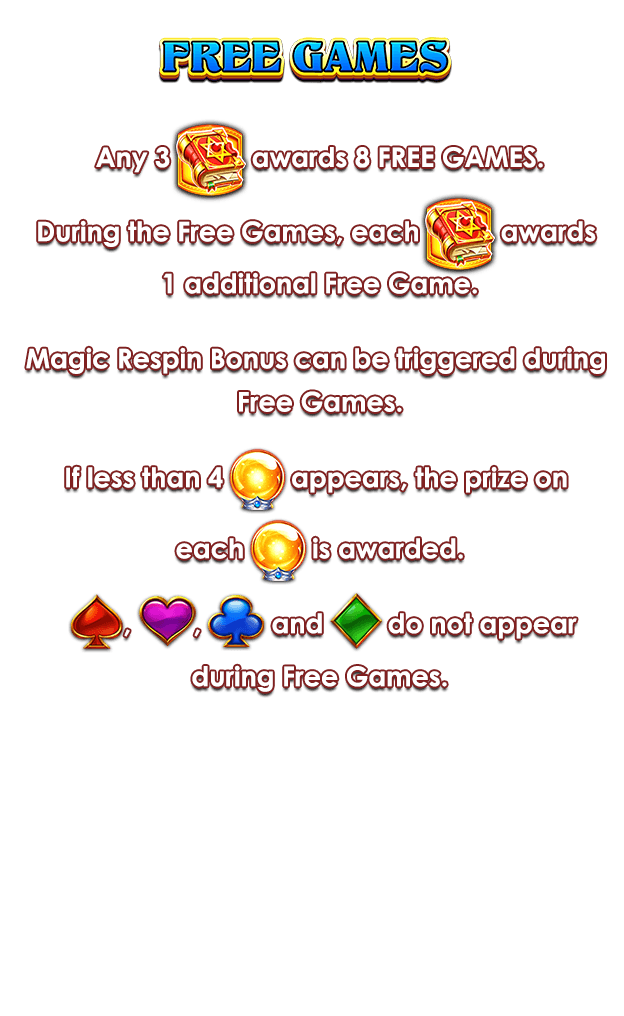 FREE GAMES
Any 3 awards 8 FREE GAMES.
During the Free Games, each awards
1 additional Free Game.
Magic Respin Bonus can be triggered during
Free Games.
If less than 4 appears, the prize on
each is awarded.
, , and do not appear
during Free Games.